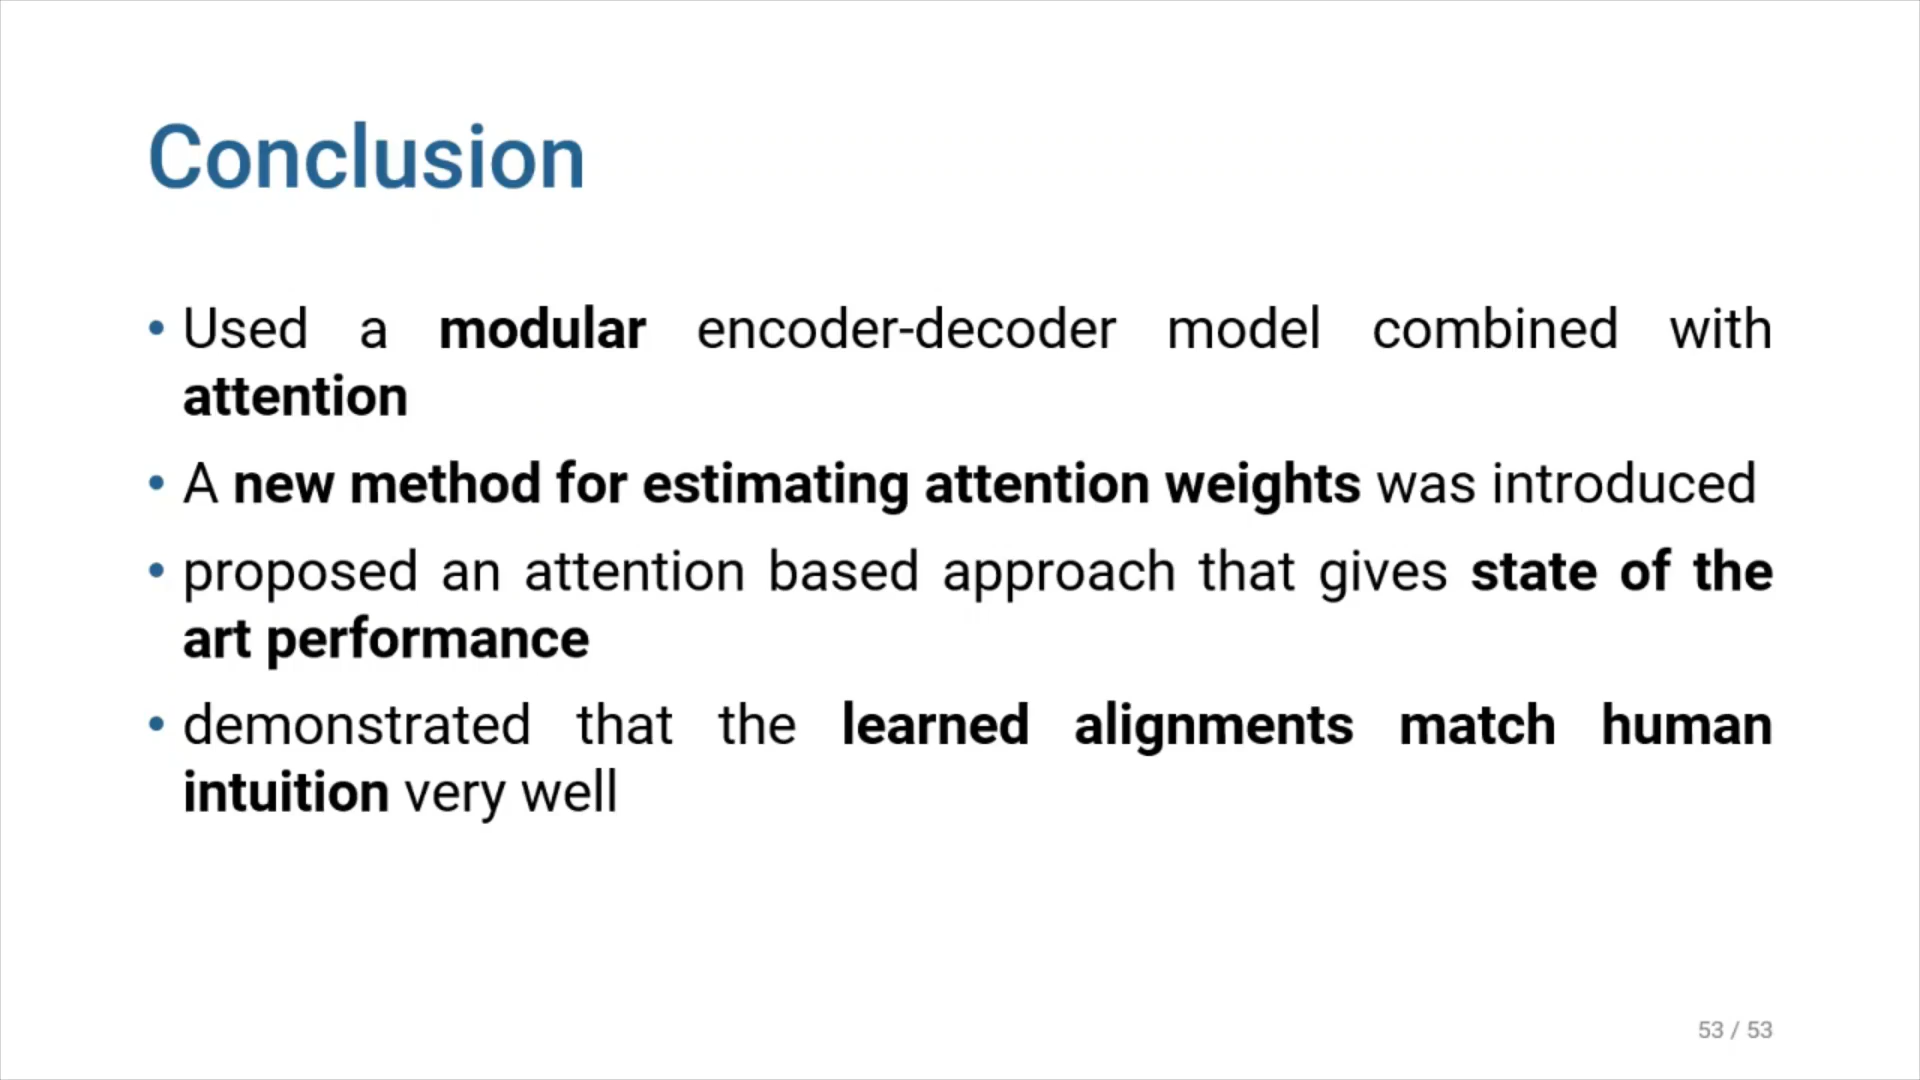 Conclusion
• Used a modular encoder-decoder model combined with
attention
• A new method for estimating attention weights was introduced
• proposed an attention based approach that gives state of the
art performance
• demonstrated that the learned alignments match human
intuition very well
53 / 53